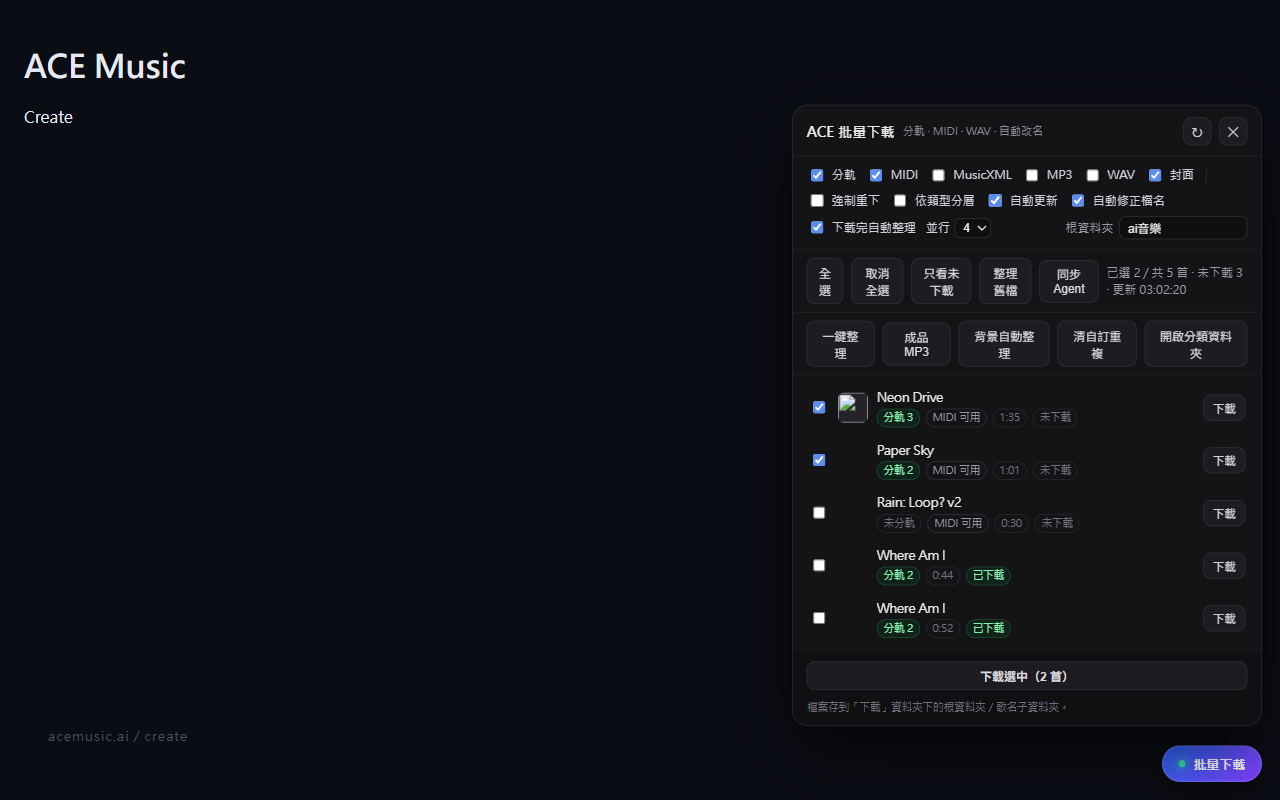 ACE Music
Create
ACE 批量下載 分軌 · MIDI · WAV · 自動改名
↻ ✕
分軌 MIDI MusicXML MP3 WAV 封面
強制重下 依類型分層 自動更新 自動修正檔名
下載完自動整理 並行 4 根資料夾 ai音樂
全選 取消全選 只看未下載 整理舊檔 同步 Agent 已選 2 / 共 5 首 · 未下載 3 · 更新 03:02:20
一鍵整理 成品 MP3 背景自動整理 清自訂重複 開啟分類資料夾
Neon Drive
分軌 3 MIDI 可用 1:35 未下載 下載
Paper Sky
分軌 2 MIDI 可用 1:01 未下載 下載
Rain: Loop? v2
未分軌 MIDI 可用 0:30 未下載 下載
Where Am I
分軌 2 0:44 已下載 下載
Where Am I
分軌 2 0:52 已下載 下載
下載選中（2 首）
檔案存到「下載」資料夾下的根資料夾 / 歌名子資料夾。
acemusic.ai / create
批量下載